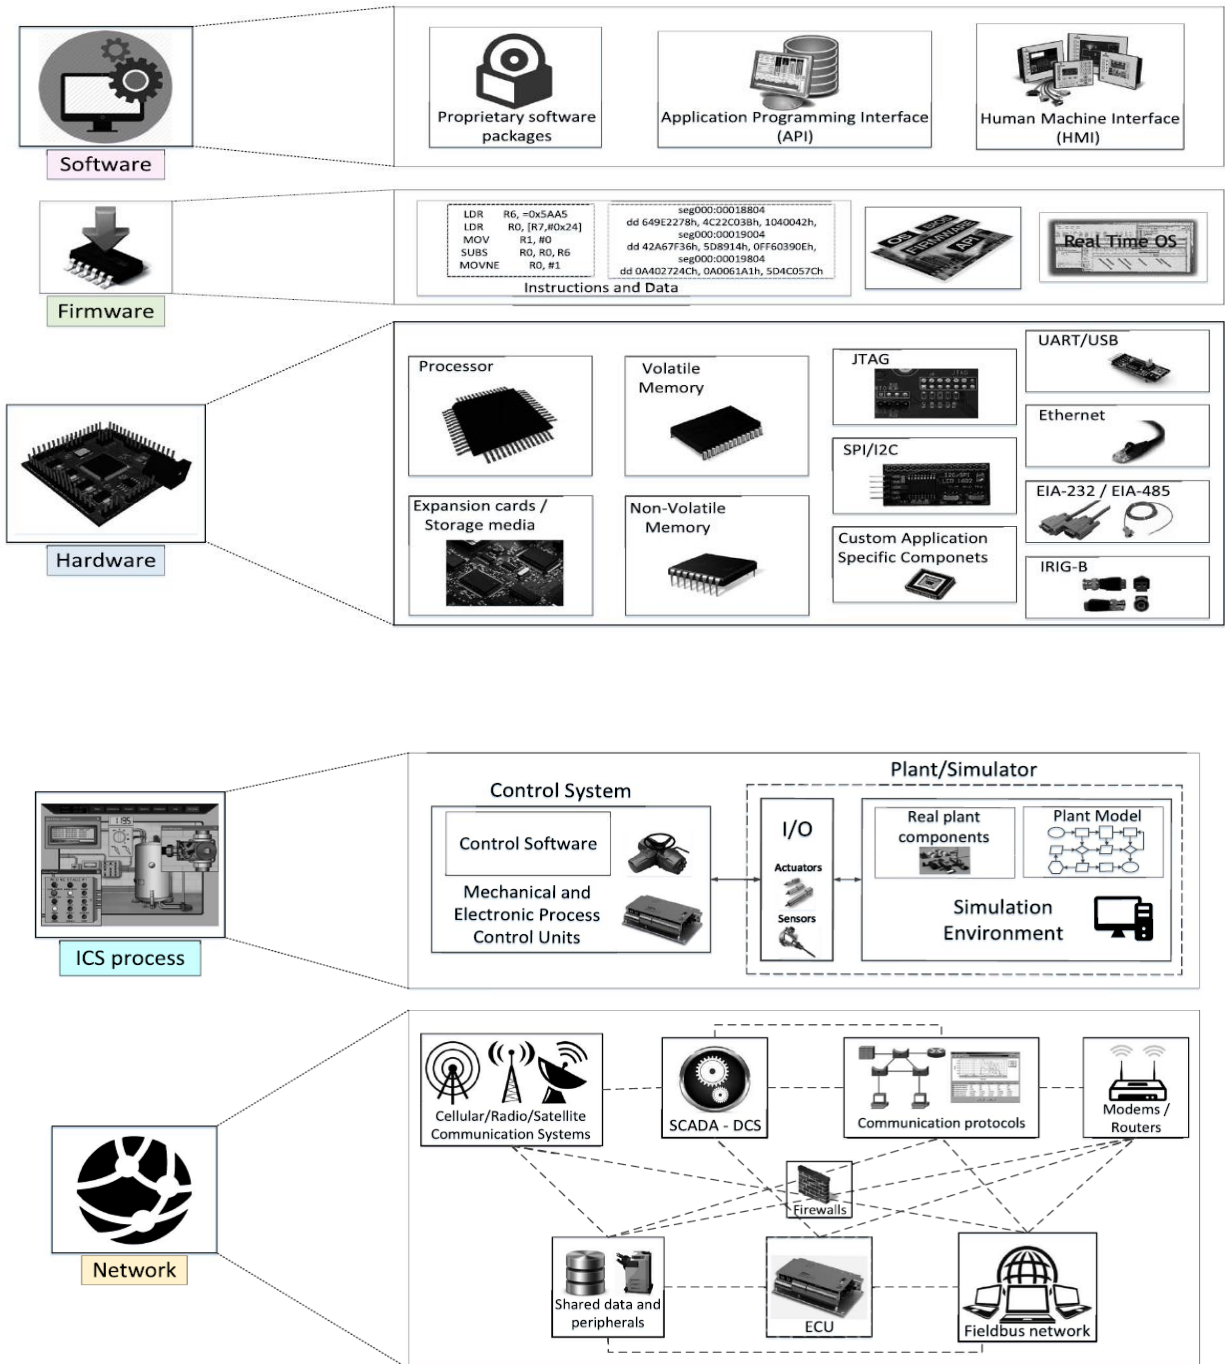 Software
Proprietary software
packages
Application Programming Interface
(API)
Human Machine Interface
(HMI)
Firmware
LDR R6, =0x5AA5
LDR R0, [R7,#0x24]
MOV R1, #0
SUBS R0, R0, R6
MOVNE R0, #1
seg000:00018804
dd 649E2278h, 4C22C03Bh, 1040042h,
seg000:00019004
dd 42A67F36h, 5D8914h, 0FF60390Eh,
seg000:00019804
dd 0A402724Ch, 0A0061A1h, 5D4C057Ch
Instructions and Data
OS
BIOS
FIRMWARE
API
Real Time OS
Hardware
Processor
Volatile
Memory
JTAG
JTAG
UART/USB
Ethernet
SPI/I2C
Expansion cards /
Storage media
Non-Volatile
Memory
EIA-232 / EIA-485
Custom Application
Specific Componets
IRIG-B
ICS process
Control System
Control Software
Mechanical and
Electronic Process
Control Units
Plant/Simulator
I/O
Actuators
Sensors
Real plant
components
Plant Model
Simulation
Environment
Network
Cellular/Radio/Satellite
Communication Systems
SCADA - DCS
Communication protocols
Modems /
Routers
Firewalls
Shared data and
peripherals
ECU
Fieldbus network